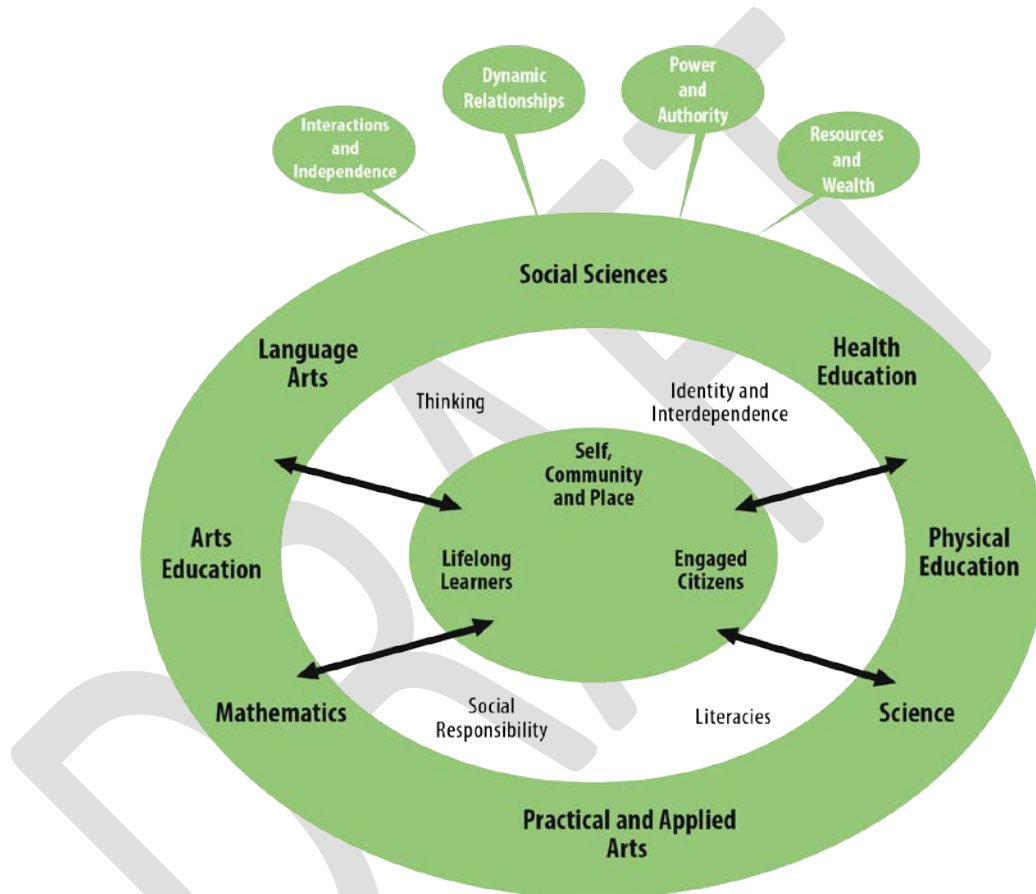 Power
and
Authority
Dynamic
Relationships
Interactions
and
Independence
Resources
and
Wealth
Social Sciences
Language
Arts
Health
Education
Thinking
Identity and
Interdependence
Self,
Community
and Place
Arts
Education
Lifelong
Learners
Engaged
Citizens
Physical
Education
Mathematics
Social
Responsibility
Literacies
Science
Practical and Applied
Arts
DRAFT